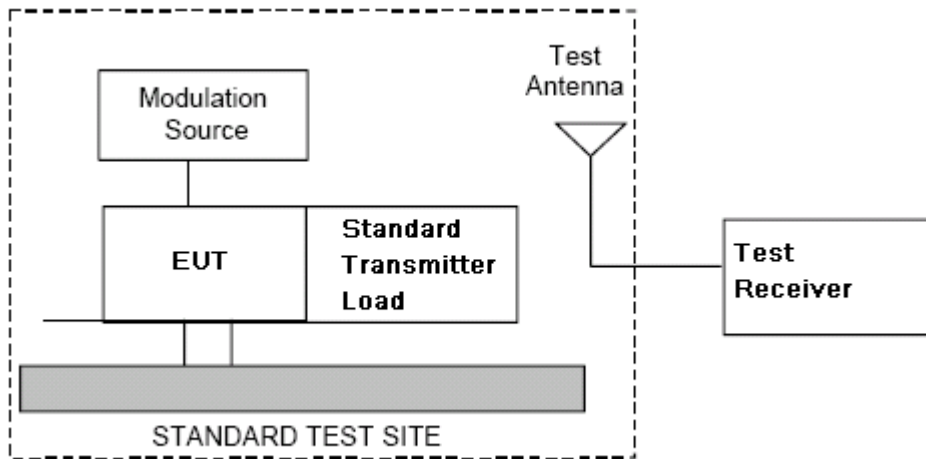 Test
Antenna
Modulation
Source
EUT
Standard
Transmitter
Load
Test
Receiver
STANDARD TEST SITE